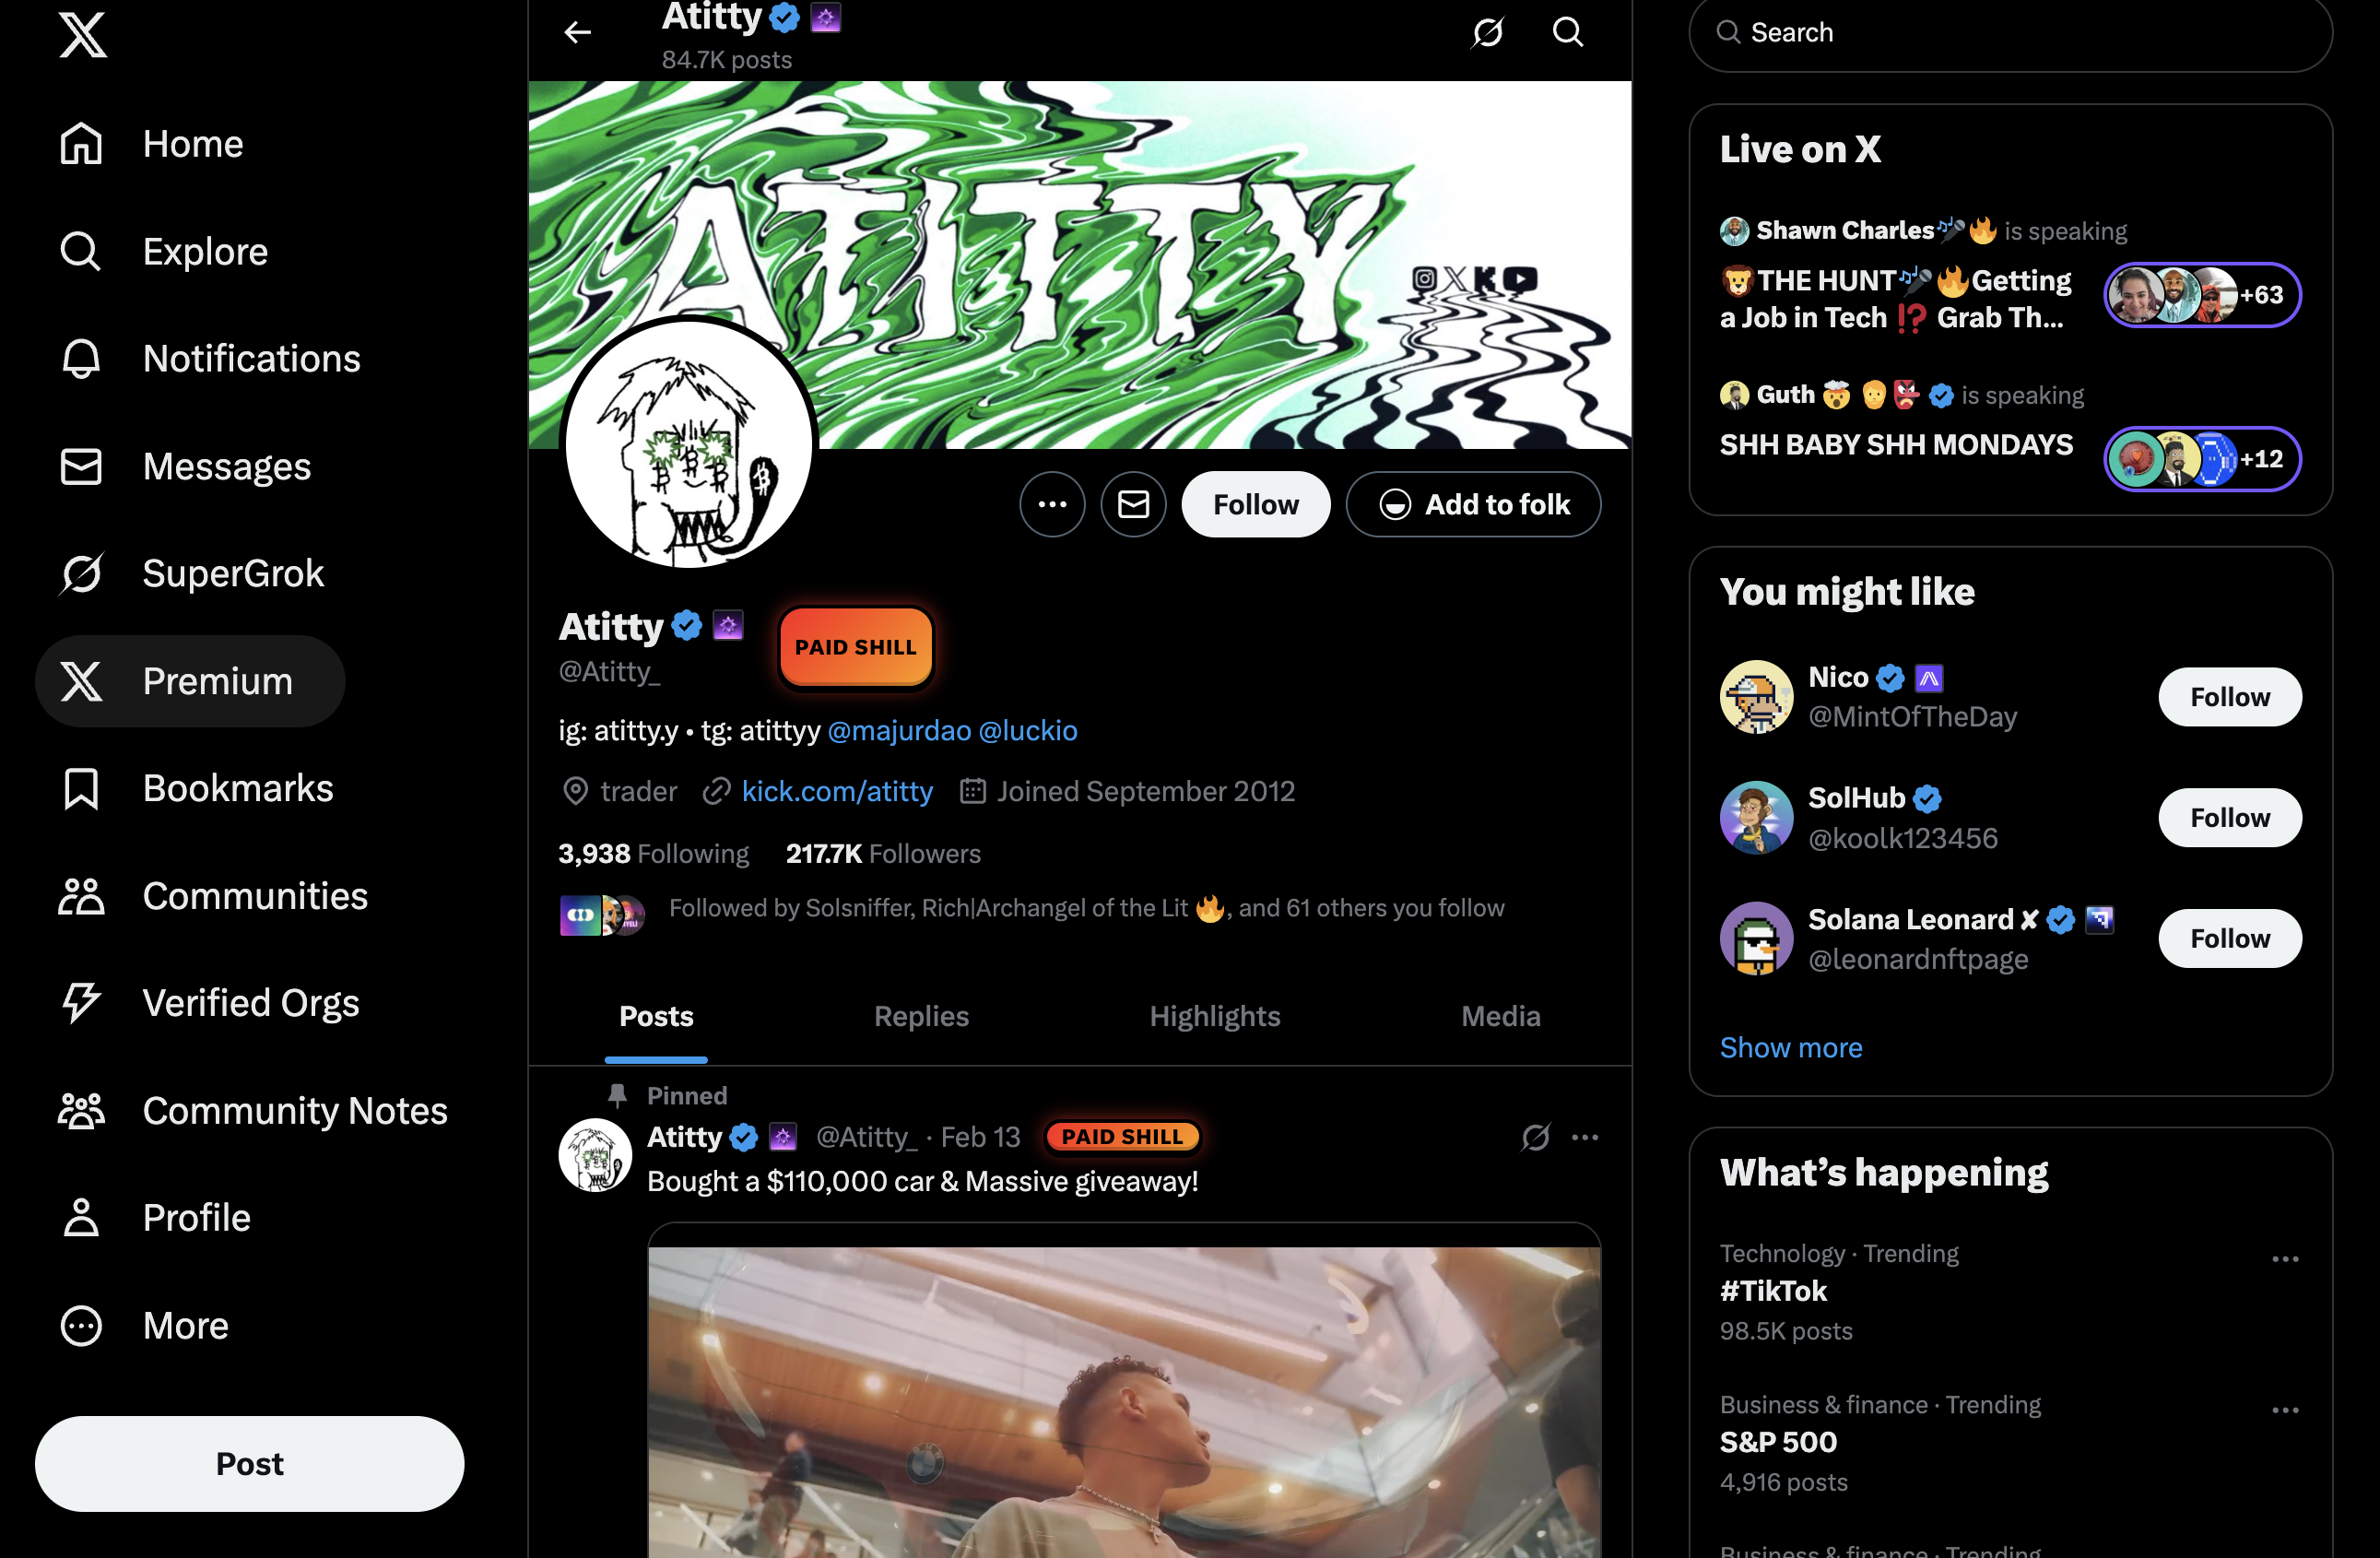 Home
Explore
Notifications
Messages
SuperGrok
Premium
Bookmarks
Communities
Verified Orgs
Community Notes
Profile
More
Post
Atitty
84.7K posts
ATITTY
Follow
Add to folk
Atitty
PAID SHILL
@Atitty_
ig: atitty.y • tg: atittyy @majurdao @luckio
trader kick.com/atitty Joined September 2012
3,938 Following 217.7K Followers
Followed by Solsniffer, Rich|Archangel of the Lit 🔥, and 61 others you follow
Posts Replies Highlights Media
Pinned
Atitty @Atitty_ · Feb 13 PAID SHILL
Bought a $110,000 car & Massive giveaway!
Search
Live on X
Shawn Charles🎤🔥 is speaking
🦁THE HUNT🎤🔥Getting
a Job in Tech ⁉️ Grab Th...
+63
Guth 🤯 👱 👺 is speaking
SHH BABY SHH MONDAYS
+12
You might like
Nico
@MintOfTheDay
Follow
SolHub
@koolk123456
Follow
Solana Leonard ✘
@leonardnftpage
Follow
Show more
What’s happening
Technology · Trending
#TikTok
98.5K posts
Business & finance · Trending
S&P 500
4,916 posts
Business & finance · Trending